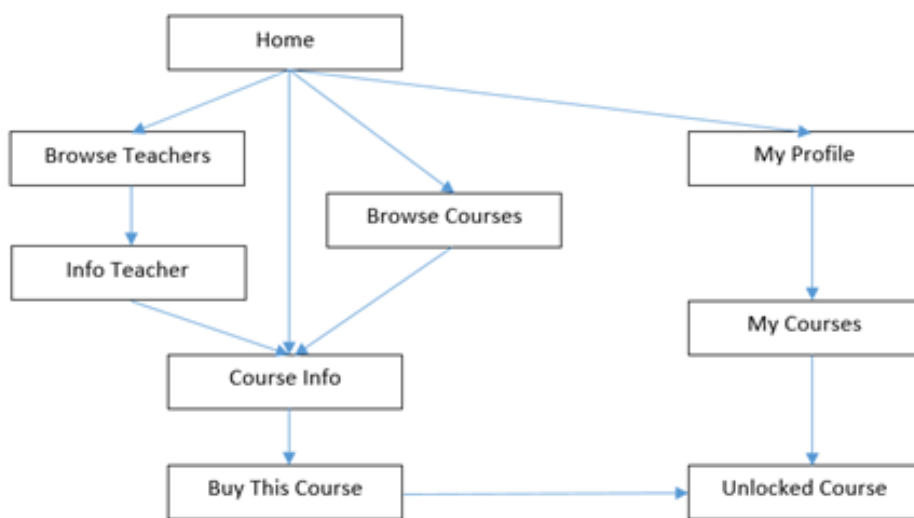 Home
Browse Teachers
My Profile
Browse Courses
Info Teacher
My Courses
Course Info
Buy This Course
Unlocked Course